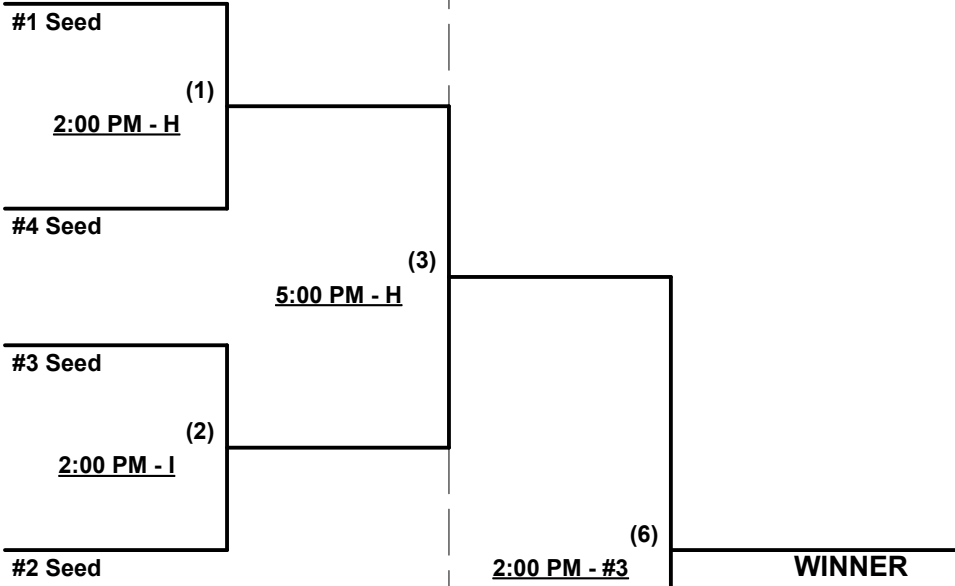 #1 Seed
(1)
2:00 PM - H
#4 Seed
(3)
5:00 PM - H
#3 Seed
(2)
2:00 PM - I
#2 Seed
(6)
2:00 PM - #3
WINNER